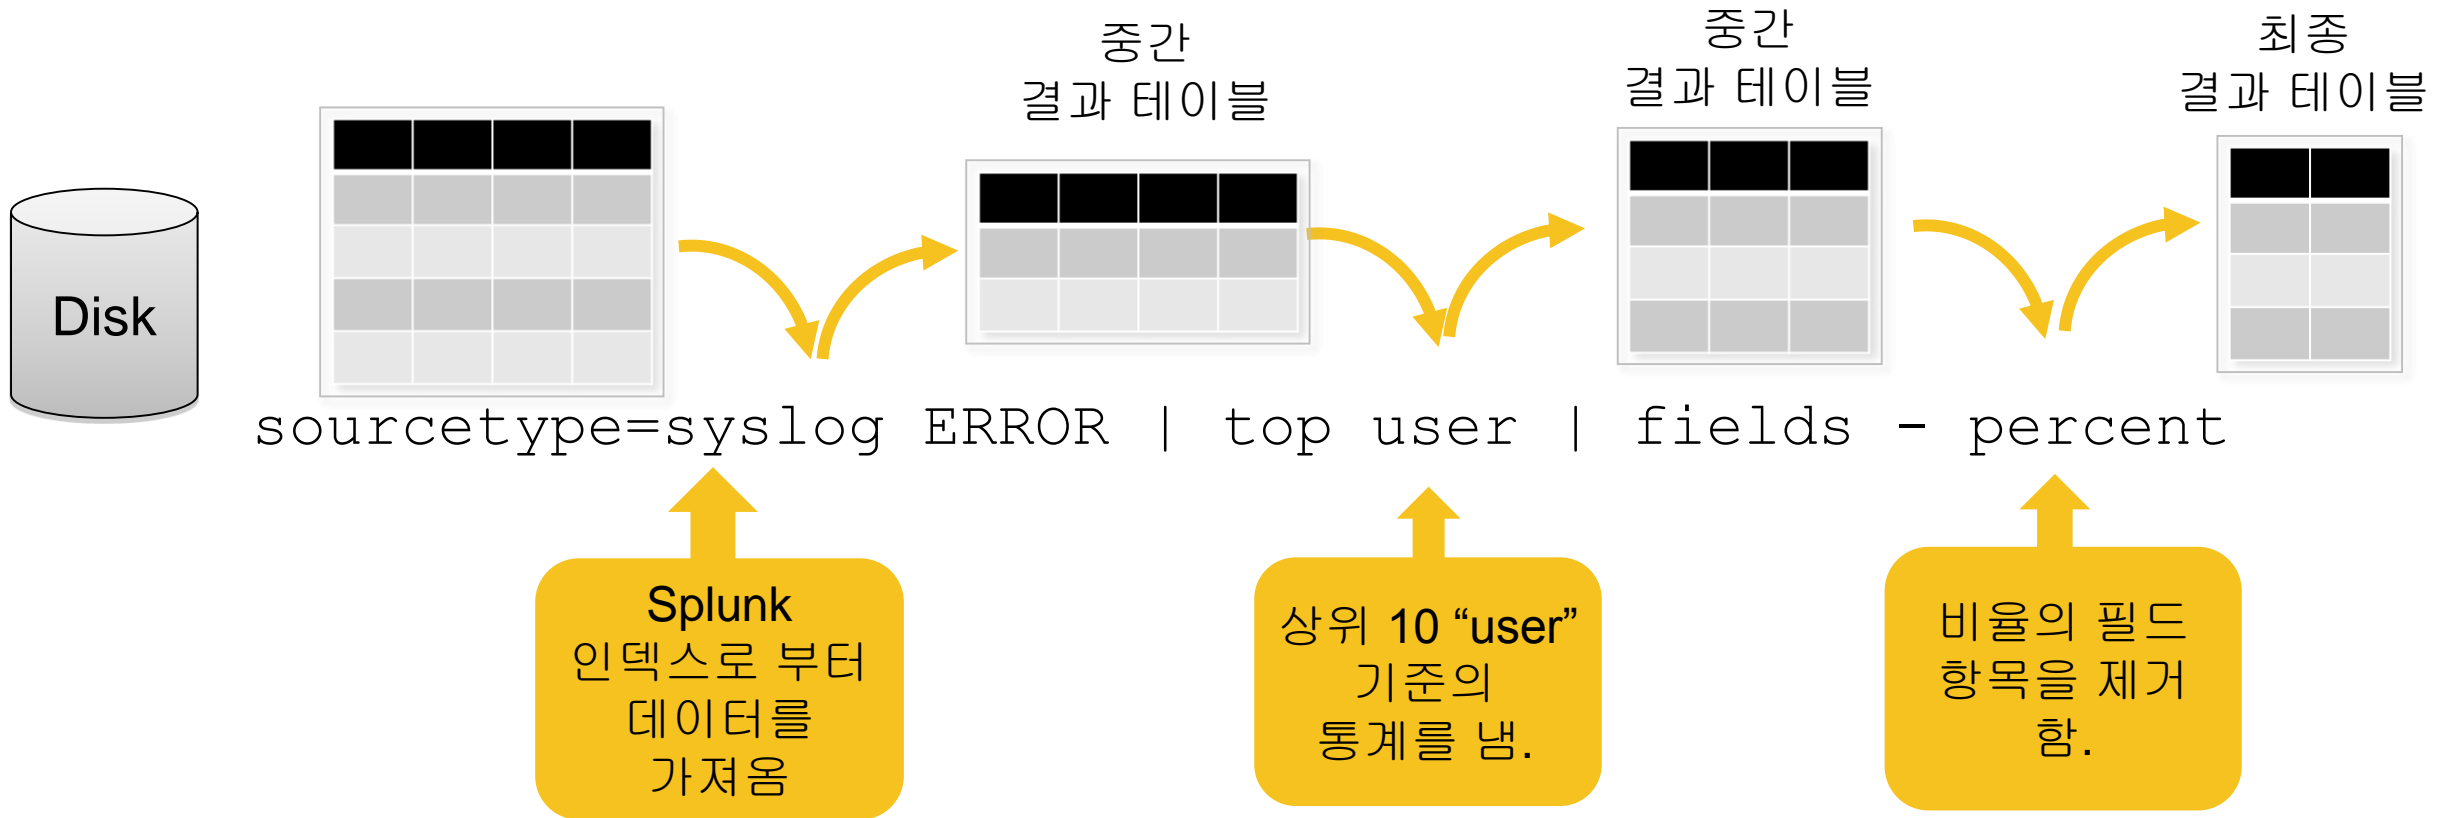 중간
결과 테이블
중간
결과 테이블
최종
결과 테이블
Disk
sourcetype=syslog ERROR | top user | fields - percent
Splunk
인덱스로 부터
데이터를
가져옴
상위 10 “user”
기준의
통계를 냄.
비율의 필드
항목을 제거
함.